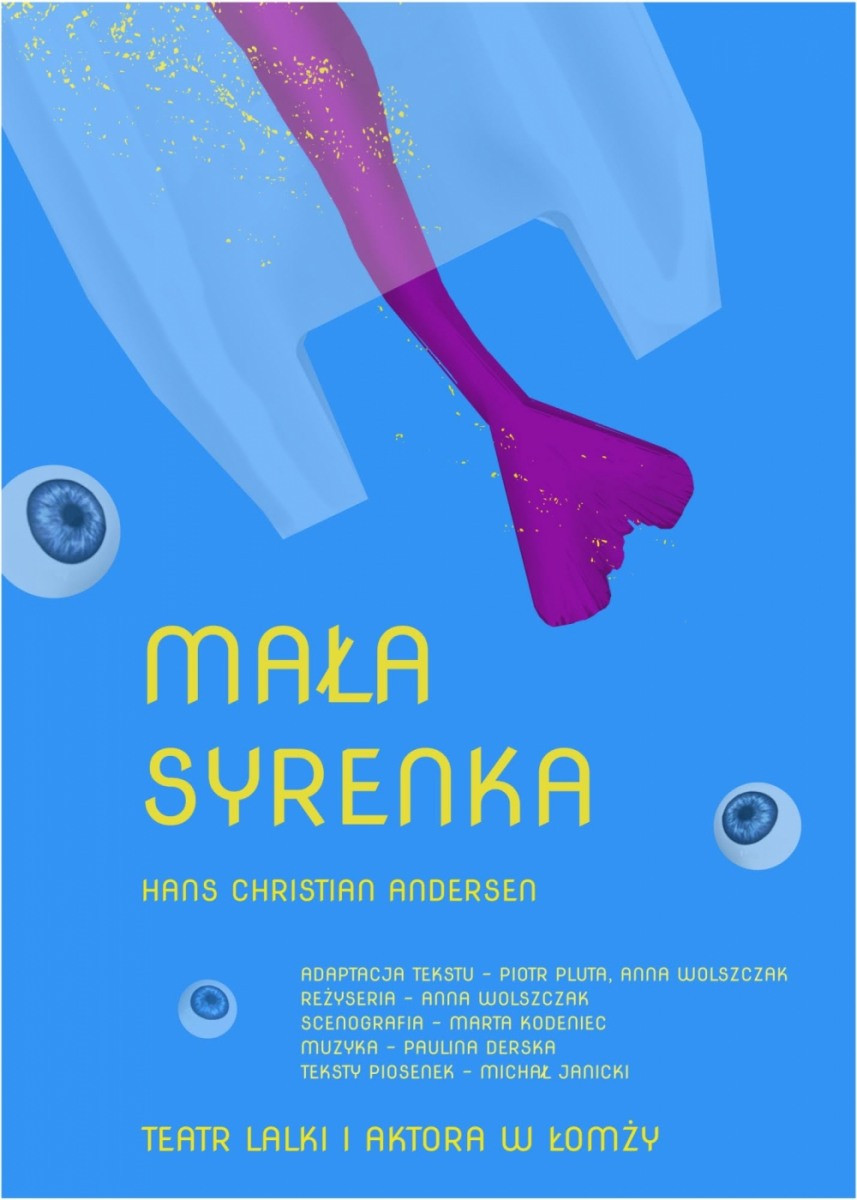 MAŁA
SYRENKA
HANS CHRISTIAN ANDERSEN
ADAPTACJA TEKSTU - PIOTR PLUTA, ANNA WOLSZCZAK
REŻYSERIA - ANNA WOLSZCZAK
SCENOGRAFIA - MARTA KODENIEC
MUZYKA - PAULINA DERSKA
TEKSTY PIOSENEK - MICHAŁ JANICKI
TEATR LALKI I AKTORA W ŁOMŻY